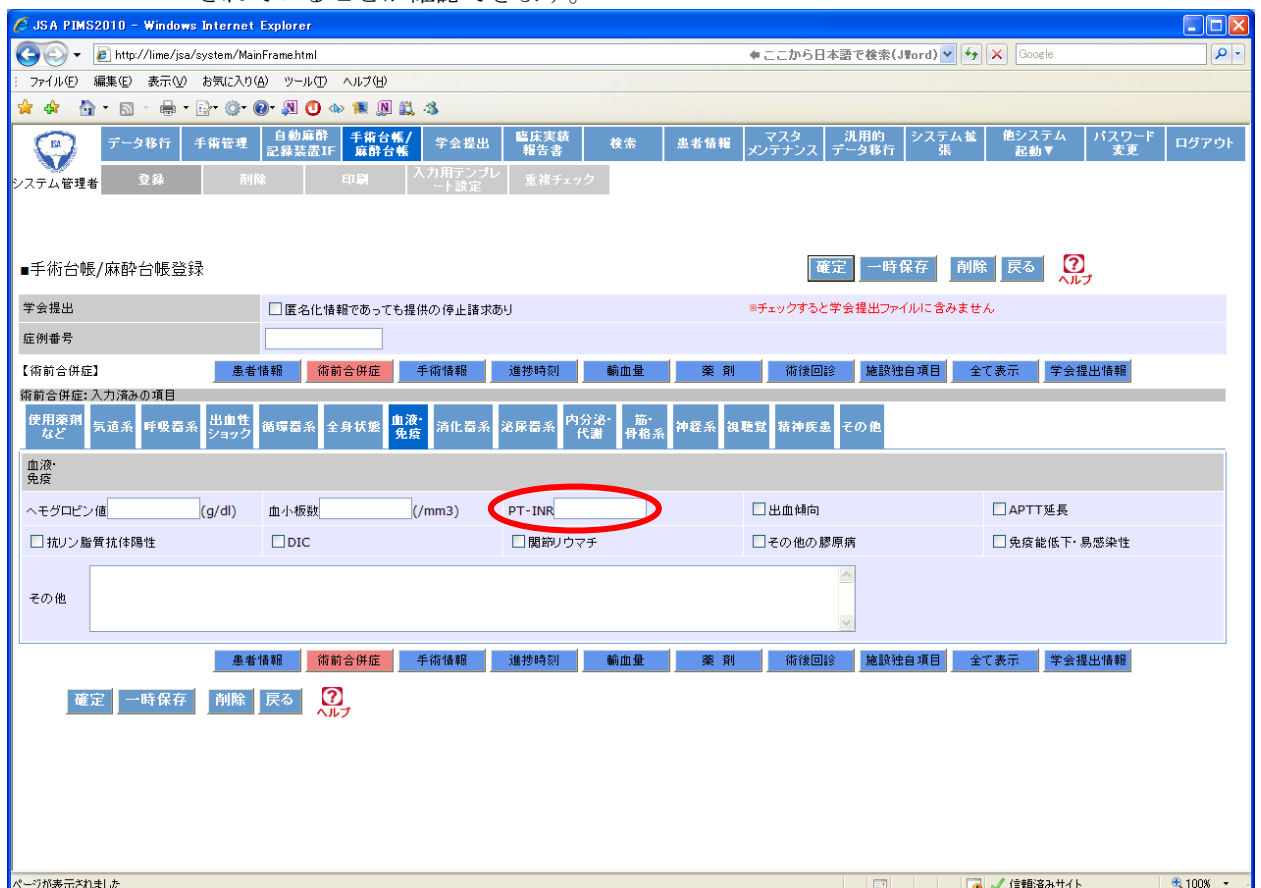 されていることが確認できます。
JSA PIMS2010 - Windows Internet Explorer
http://lime/jsa/system/MainFrame.html
ここから日本語で検索(JWord)
Google
ファイル(F) 編集(E) 表示(V) お気に入り(A) ツール(T) ヘルプ(H)
JSA
データ移行 手術管理 自動麻酔記録装置IF 手術台帳/麻酔台帳 学会提出 臨床実績報告書 検索 患者情報 マスタメンテナンス 汎用的データ移行 システム拡張 他システム起動▼ パスワード変更 ログアウト
システム管理者 登録 削除 印刷 入力用テンプレート設定 重複チェック
■手術台帳/麻酔台帳登録 確定 一時保存 削除 戻る ヘルプ
学会提出 匿名化情報であっても提供の停止請求あり ※チェックすると学会提出ファイルに含みません
症例番号
【術前合併症】 患者情報 術前合併症 手術情報 進捗時刻 輸血量 薬 剤 術後回診 施設独自項目 全て表示 学会提出情報
術前合併症:入力済みの項目
使用薬剤など 気道系 呼吸器系 出血性ショック 循環器系 全身状態 血液・免疫 消化器系 泌尿器系 内分泌・代謝 筋・骨格系 神経系 視聴覚 精神疾患 その他
血液・
免疫
ヘモグロビン値 (g/dl) 血小板数 (/mm3) PT-INR 出血傾向 APTT延長
抗リン脂質抗体陽性 DIC 関節リウマチ その他の膠原病 免疫能低下・易感染性
その他
患者情報 術前合併症 手術情報 進捗時刻 輸血量 薬 剤 術後回診 施設独自項目 全て表示 学会提出情報
確定 一時保存 削除 戻る ヘルプ
ページが表示されました 信頼済みサイト 100%